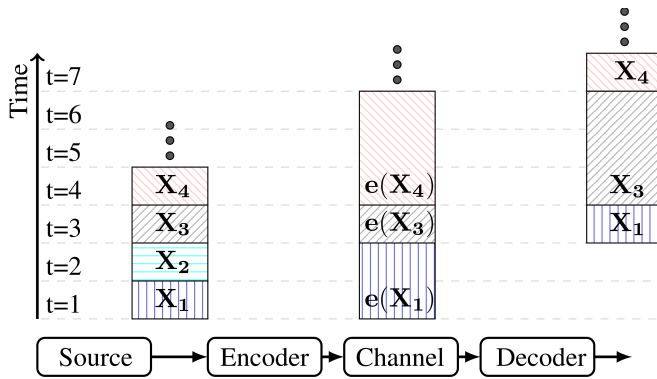 Time
t=7
t=6
t=5
t=4
t=3
t=2
t=1
X₄
X₃
X₂
X₁
e(X₄)
e(X₃)
e(X₁)
X₄
X₃
X₁
Source
Encoder
Channel
Decoder